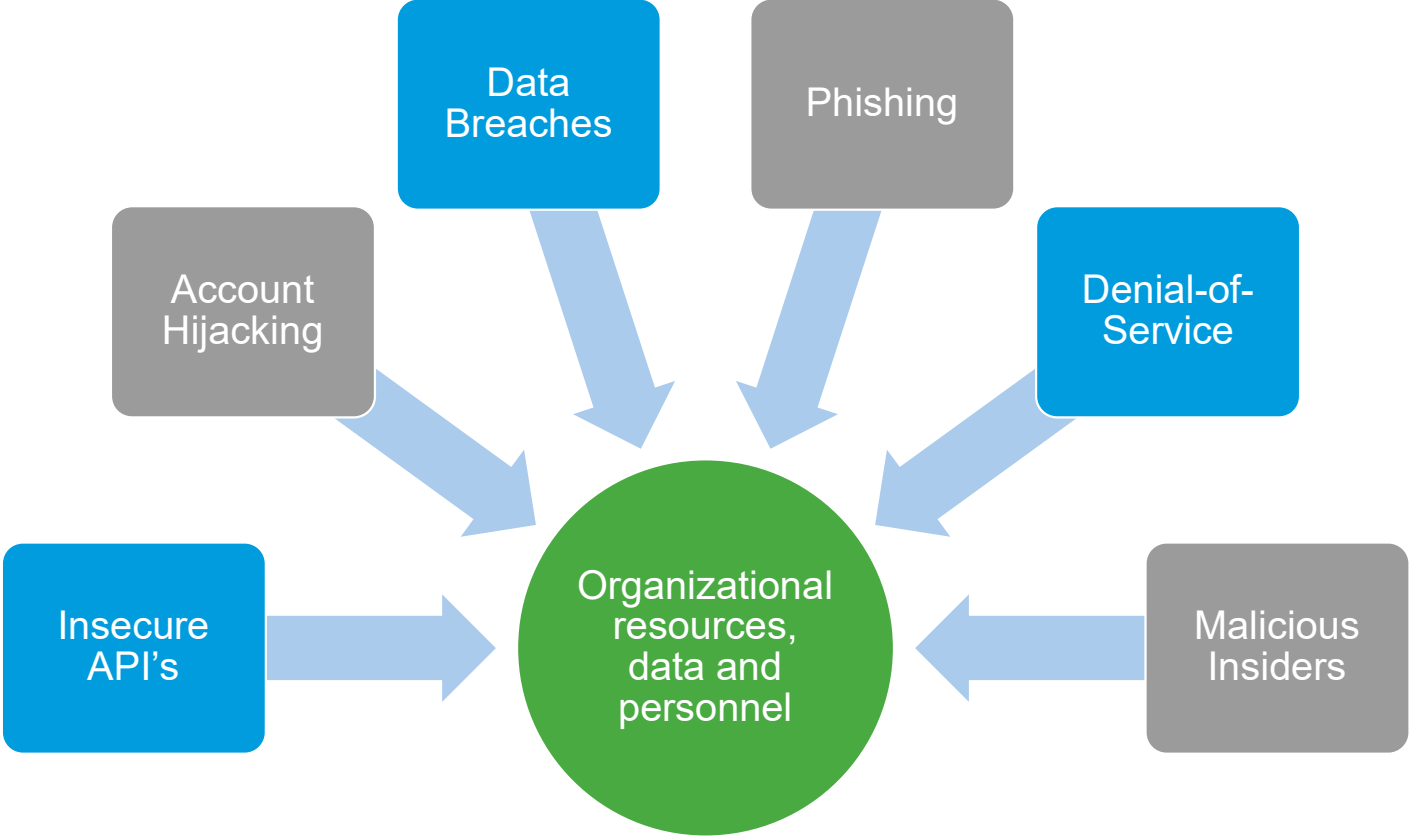 Data
Breaches
Phishing
Account
Hijacking
Denial-of-
Service
Insecure
API’s
Organizational
resources,
data and
personnel
Malicious
Insiders